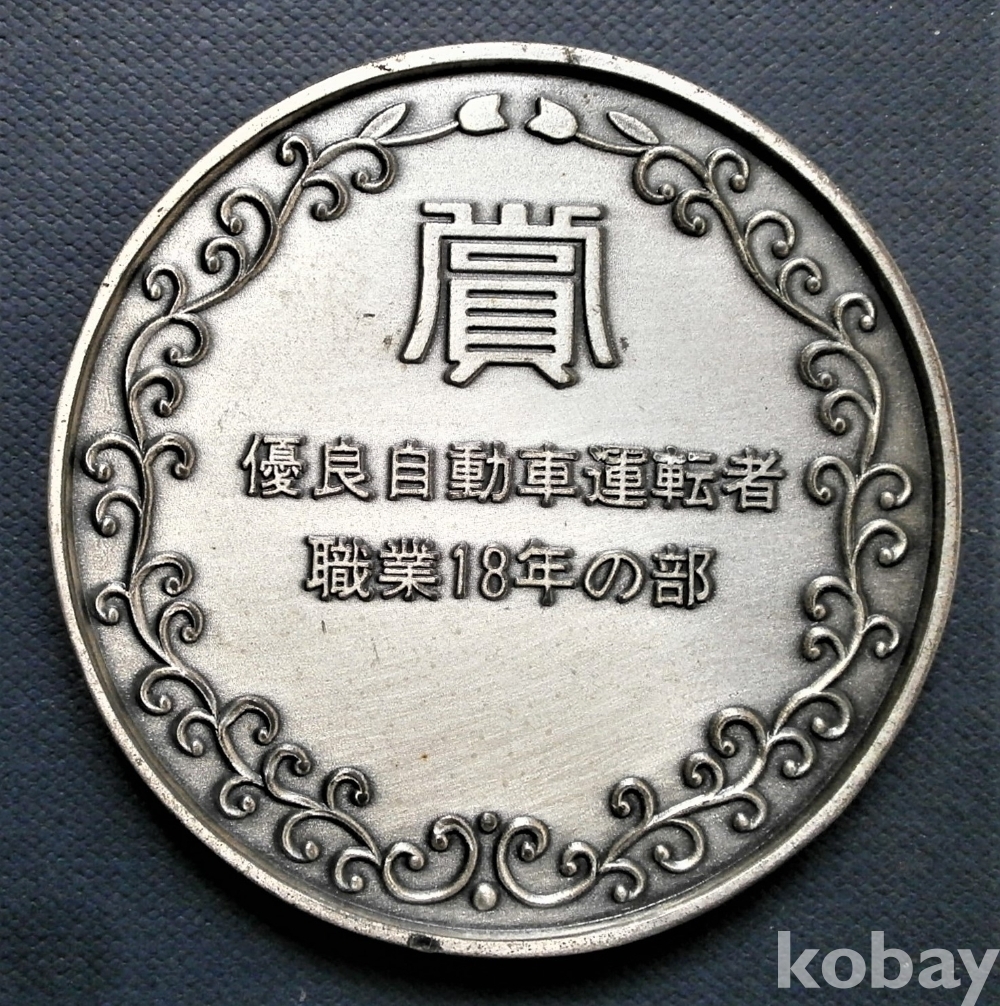 賞
優良自動車運転者
職業18年の部
kobay